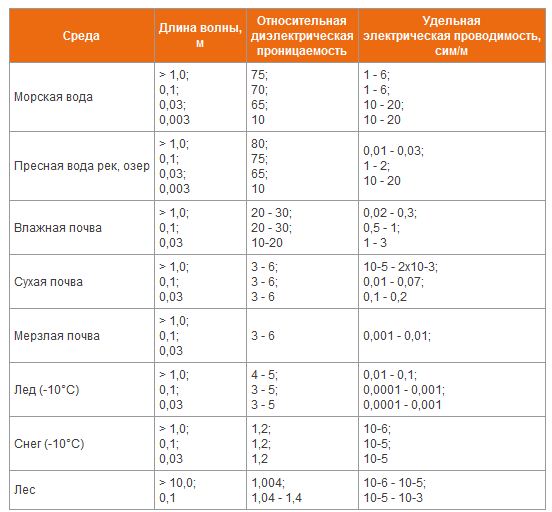 Среда
Длина волны,
м
Относительная
диэлектрическая
проницаемость
Удельная
электрическая проводимость,
сим/м
Морская вода
> 1,0;
0,1;
0,03;
0,003
75;
70;
65;
10
1 - 6;
1 - 6;
10 - 20;
10 - 20
Пресная вода рек, озер
> 1,0;
0,1;
0,03;
0,003
80;
75;
65;
10
0,01 - 0,03;
1 - 2;
10 - 20
Влажная почва
> 1,0;
0,1;
0,03
20 - 30;
20 - 30;
10-20
0,02 - 0,3;
0,5 - 1;
1 - 3
Сухая почва
> 1,0;
0,1;
0,03
3 - 6;
3 - 6;
3 - 6
10-5 - 2x10-3;
0,01 - 0,07;
0,1 - 0,2
Мерзлая почва
> 1,0;
0,1;
0,03
3 - 6
0,001 - 0,01;
Лед (-10°С)
> 1,0;
0,1;
0,03
4 - 5;
3 - 5;
3 - 5
0,01 - 0,1;
0,0001 - 0,001;
0,0001 - 0,001
Снег (-10°С)
> 1,0;
0,1;
0,03
1,2;
1,2;
1,2
10-6;
10-5;
10-5
Лес
> 10,0;
0,1
1,004;
1,04 - 1,4
10-6 - 10-5;
10-5 - 10-3